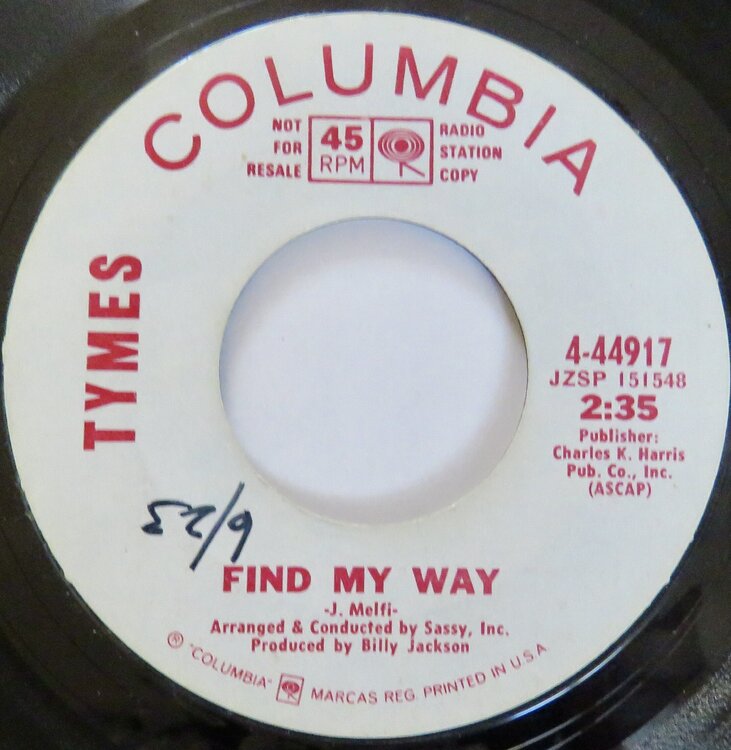 COLUMBIA
NOT FOR RESALE
45 RPM
RADIO STATION COPY
TYMES
4-44917
JZSP 151548
2:35
Publisher:
Charles K. Harris
Pub. Co., Inc.
(ASCAP)
FIND MY WAY
-J. Melfi-
Arranged & Conducted by Sassy, Inc.
Produced by Billy Jackson
® "COLUMBIA" MARCAS REG. PRINTED IN U.S.A.